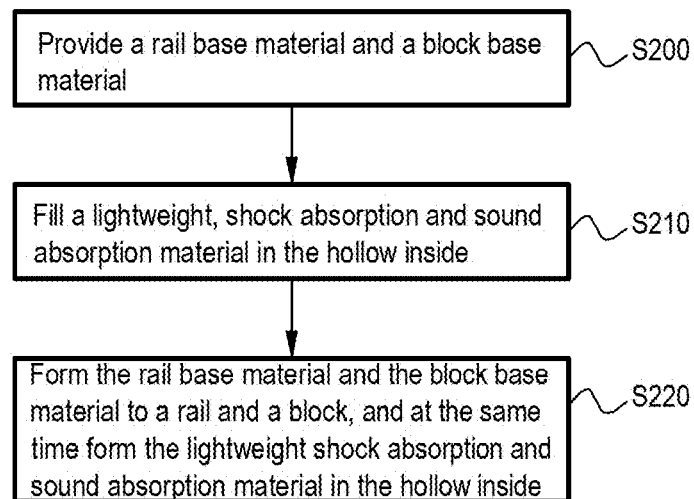 Provide a rail base material and a block base
material
S200
Fill a lightweight, shock absorption and sound
absorption material in the hollow inside
S210
Form the rail base material and the block base
material to a rail and a block, and at the same
time form the lightweight shock absorption and
sound absorption material in the hollow inside
S220